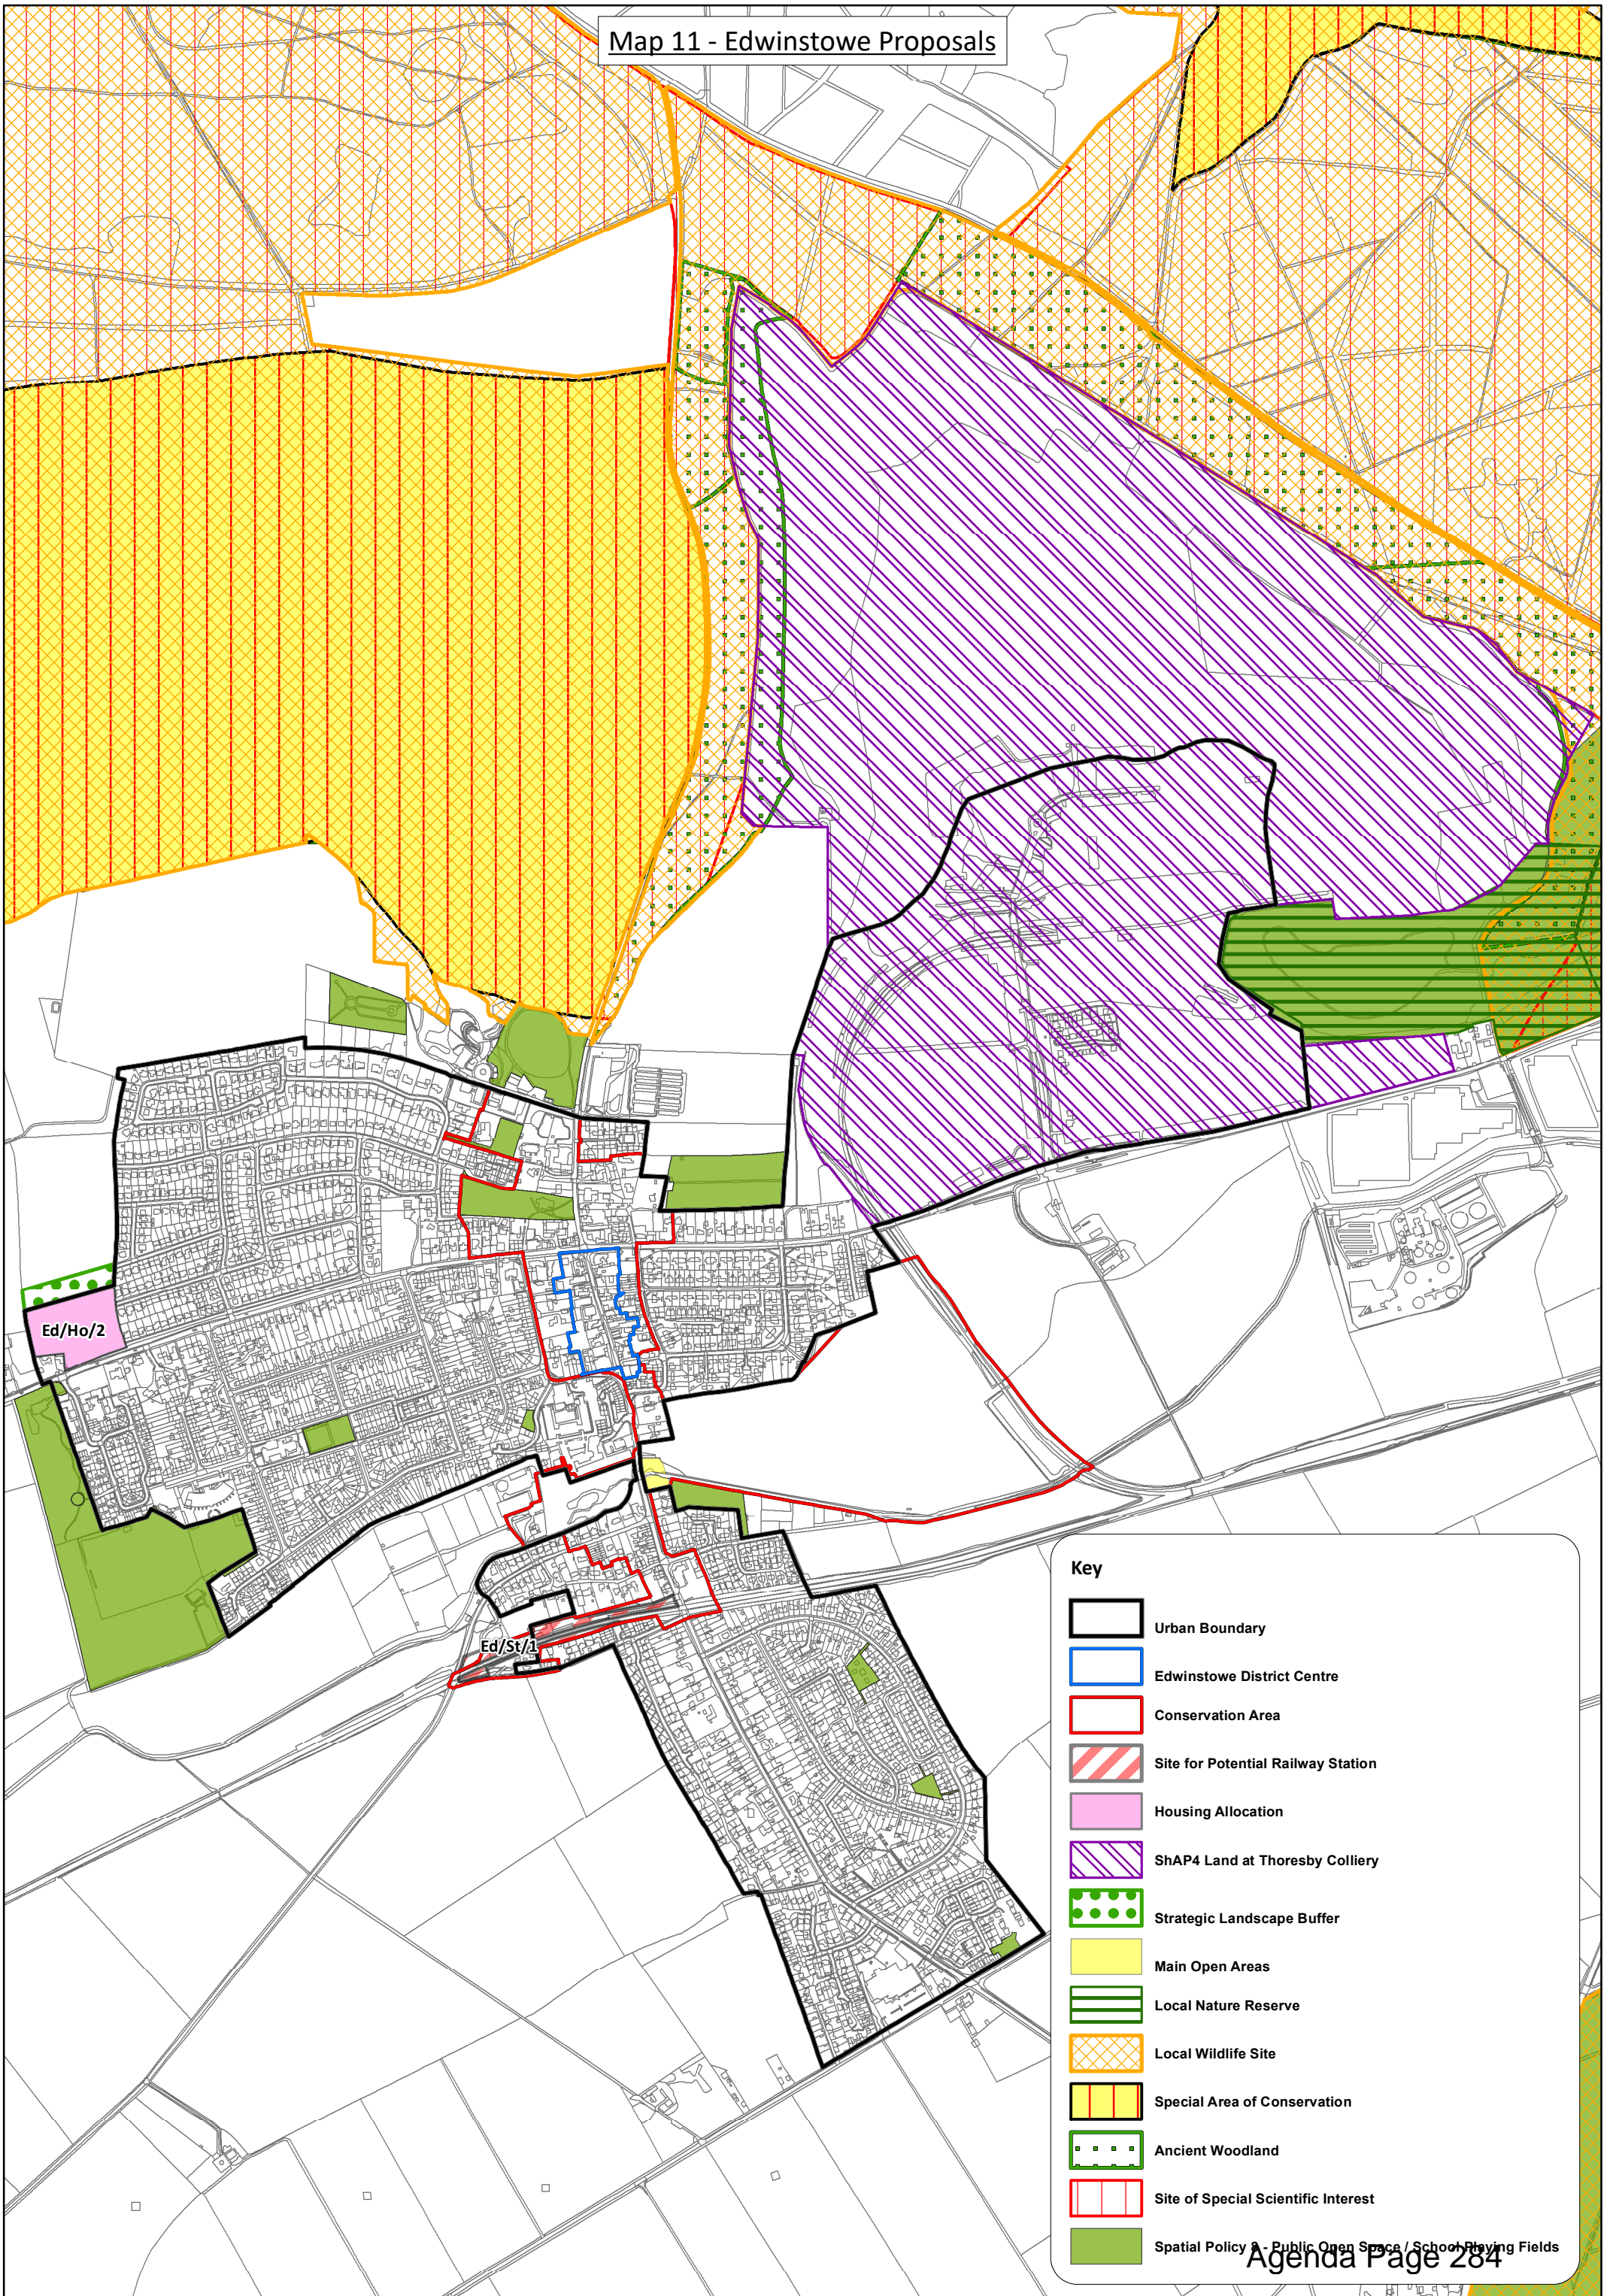 Map 11 - Edwinstowe Proposals
Ed/Ho/2
Ed/St/1
Key
Urban Boundary
Edwinstowe District Centre
Conservation Area
Site for Potential Railway Station
Housing Allocation
ShAP4 Land at Thoresby Colliery
Strategic Landscape Buffer
Main Open Areas
Local Nature Reserve
Local Wildlife Site
Special Area of Conservation
Ancient Woodland
Site of Special Scientific Interest
Spatial Policy 8 - Public Open Space / School Playing Fields
Agenda Page 284